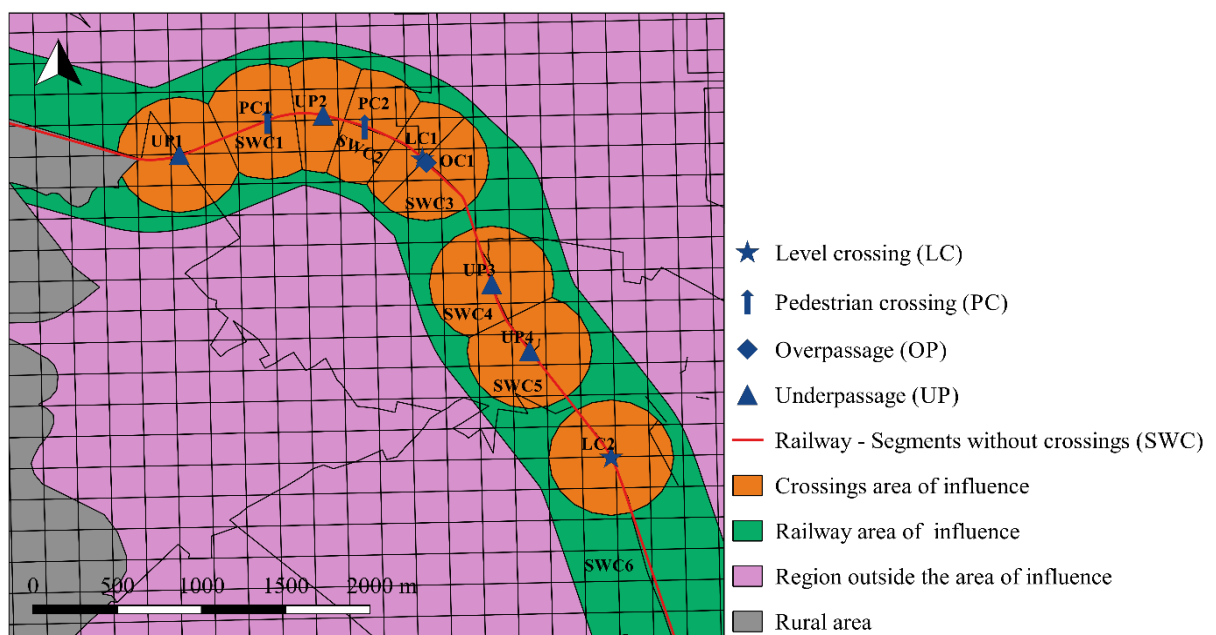 PC1
UP2
PC2
UP1
SWC1
SWC2
LC1
OC1
SWC3
UP3
SWC4
UP4
SWC5
LC2
SWC6
0 500 1000 1500 2000 m
Level crossing (LC)
Pedestrian crossing (PC)
Overpassage (OP)
Underpassage (UP)
Railway - Segments without crossings (SWC)
Crossings area of influence
Railway area of influence
Region outside the area of influence
Rural area